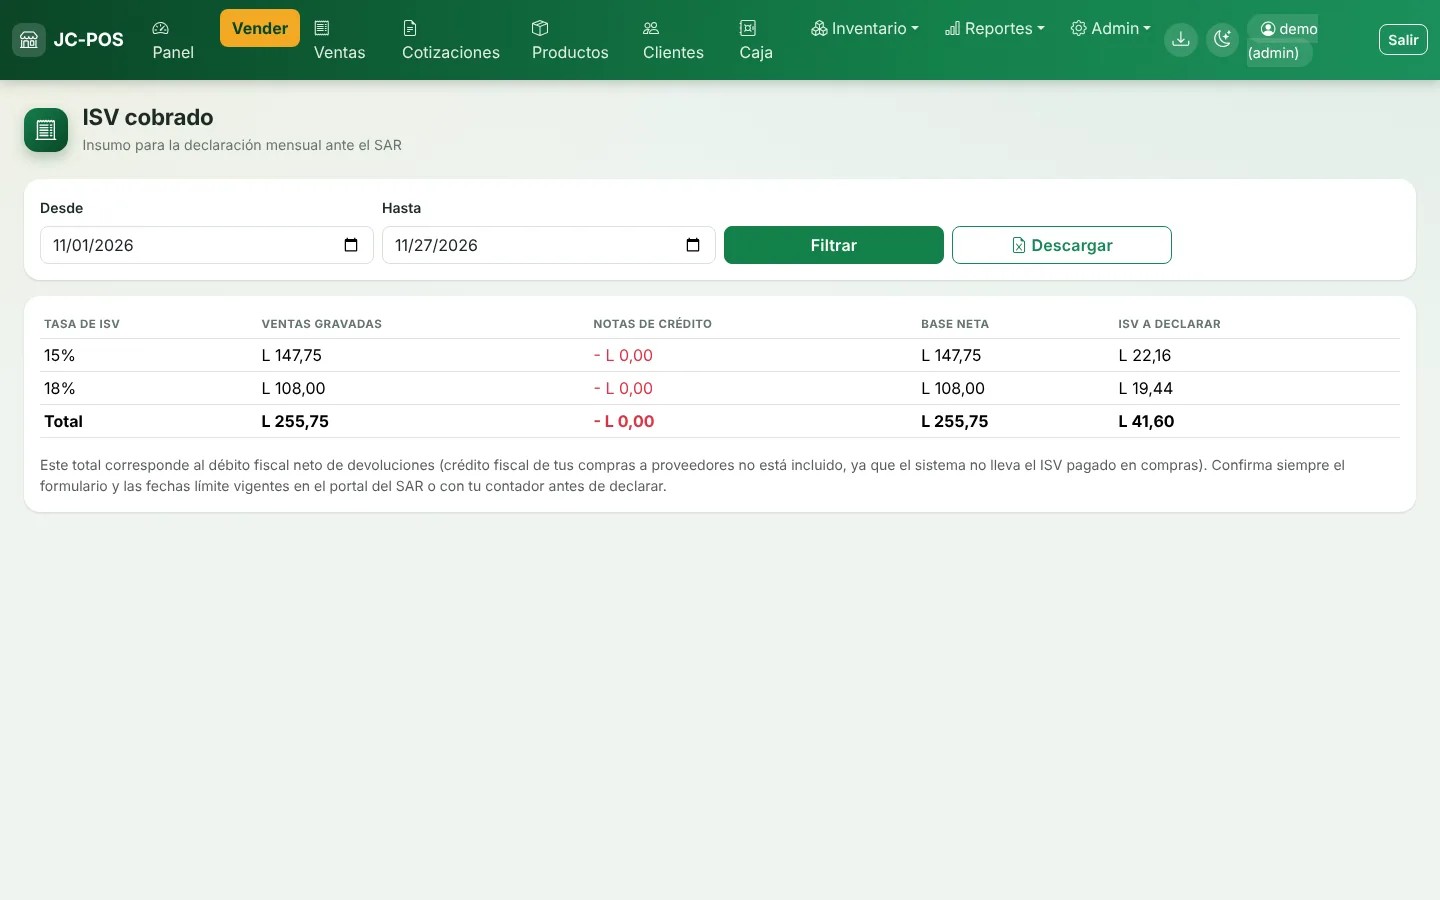 JC-POS
Panel
Vender
Ventas
Cotizaciones
Productos
Clientes
Caja
Inventario
Reportes
Admin
demo
(admin)
Salir
ISV cobrado
Insumo para la declaración mensual ante el SAR
Desde
Hasta
11/01/2026
11/27/2026
Filtrar
Descargar
TASA DE ISV VENTAS GRAVADAS NOTAS DE CRÉDITO BASE NETA ISV A DECLARAR
15% L 147,75 - L 0,00 L 147,75 L 22,16
18% L 108,00 - L 0,00 L 108,00 L 19,44
Total L 255,75 - L 0,00 L 255,75 L 41,60
Este total corresponde al débito fiscal neto de devoluciones (crédito fiscal de tus compras a proveedores no está incluido, ya que el sistema no lleva el ISV pagado en compras). Confirma siempre el
formulario y las fechas límite vigentes en el portal del SAR o con tu contador antes de declarar.